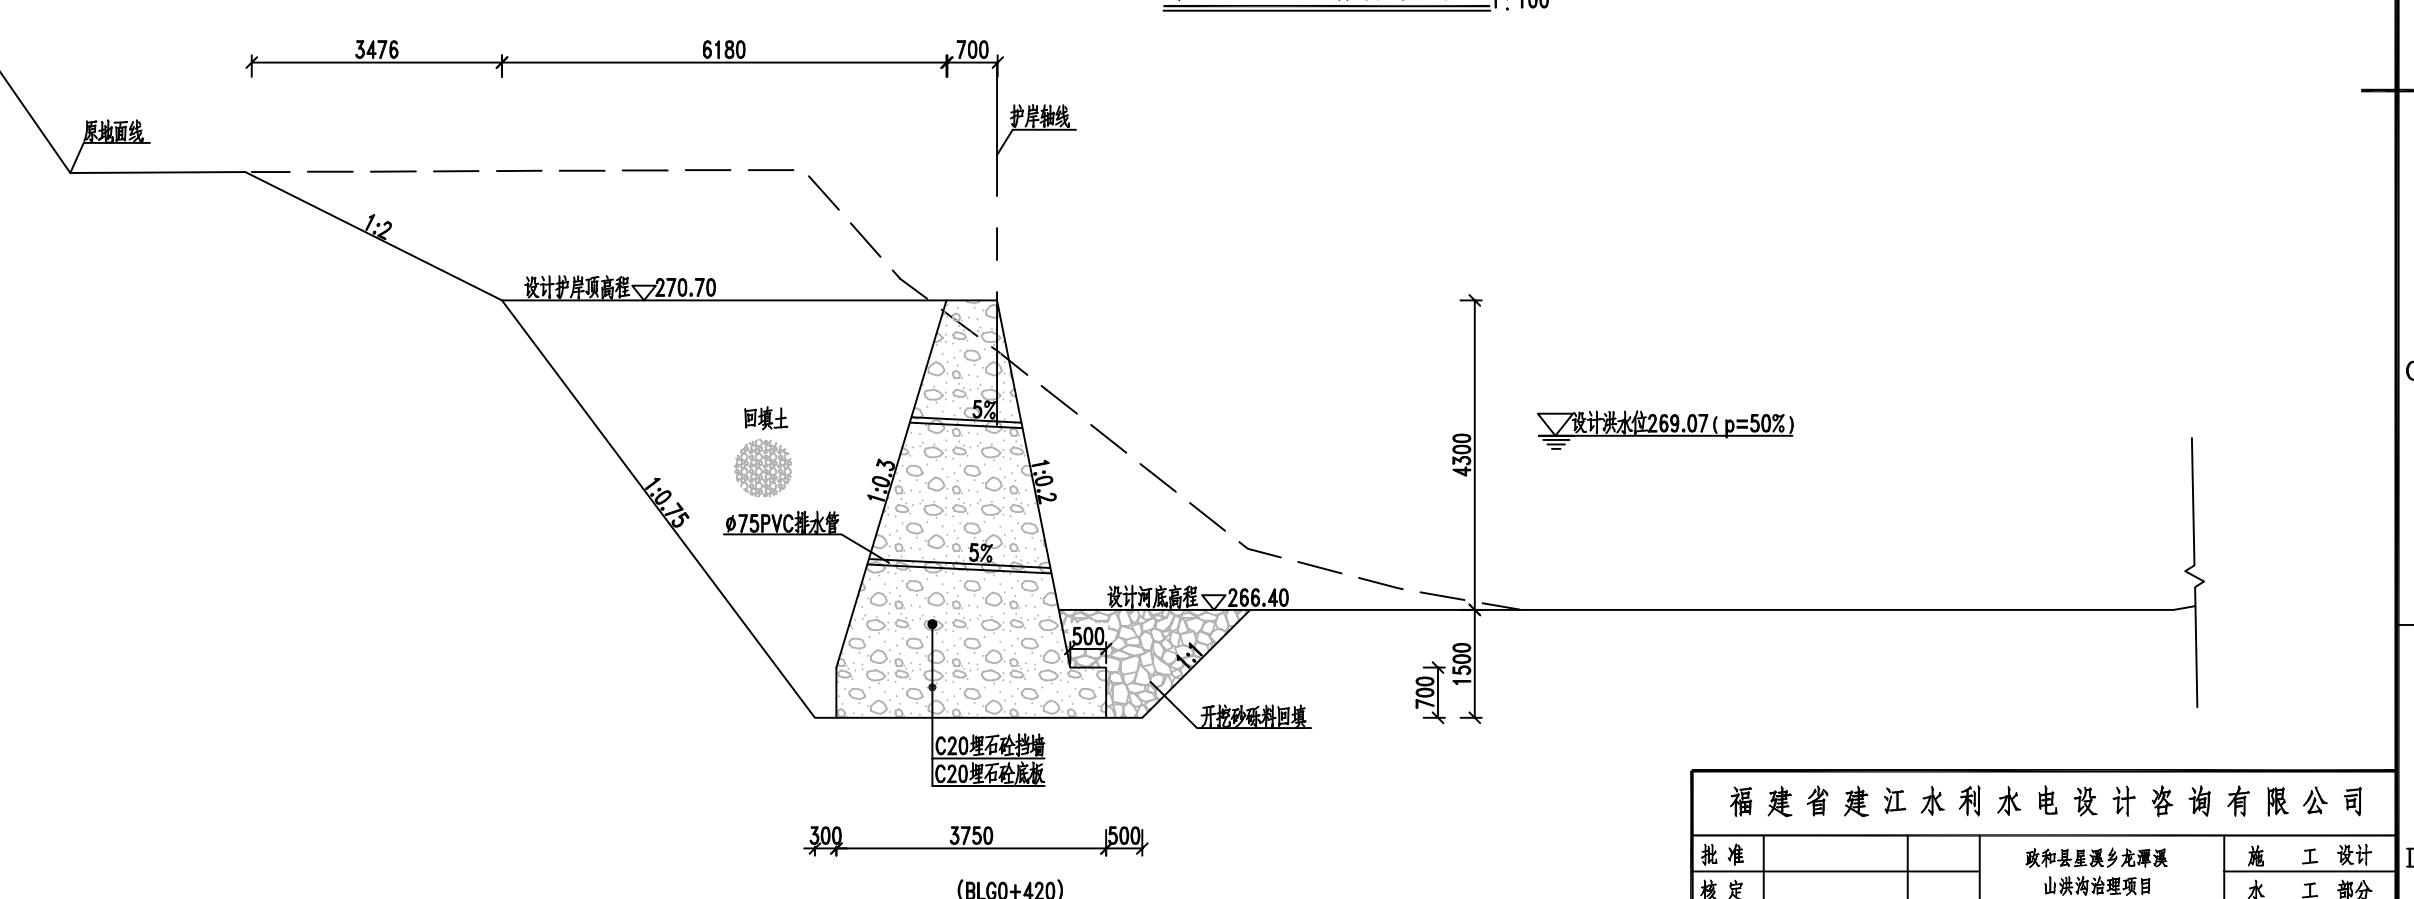 1:100
3476
6180
700
护岸轴线
原地面线
1:2
设计护岸顶高程
270.70
5%
回填土
设计洪水位269.07(p=50%)
4300
1:0.3
1:0.2
1:0.75
ø75PVC排水管
5%
设计河底高程
266.40
500
1:1
1500
700
开挖砂砾料回填
C20埋石砼挡墙
C20埋石砼底板
福建省建江水利水电设计咨询有限公司
300
3750
500
批准
政和县星溪乡龙潭溪
施 工 设计
山洪沟治理项目
(BLG0+420)
核定
水 工 部分